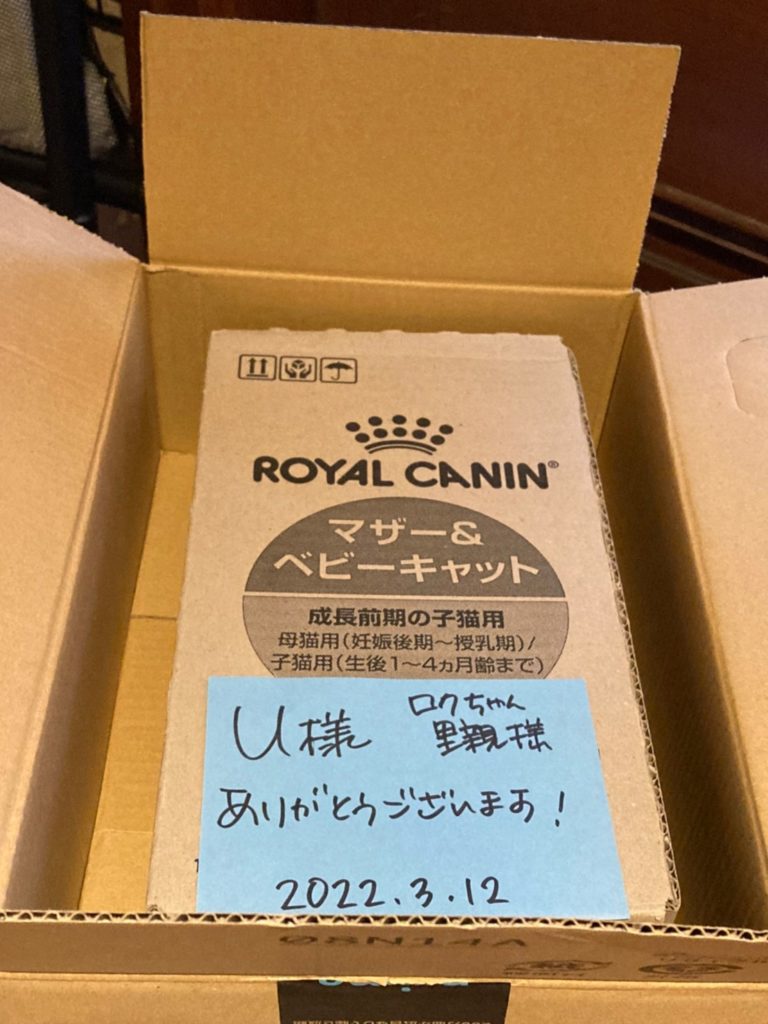 ROYAL CANIN®
マザー&
ベビーキャット
成長前期の子猫用
母猫用(妊娠後期〜授乳期)/
子猫用(生後1〜4ヵ月齢まで)
U様 ロクちゃん
里親様
ありがとうございます!
2022.3.12
08N14A